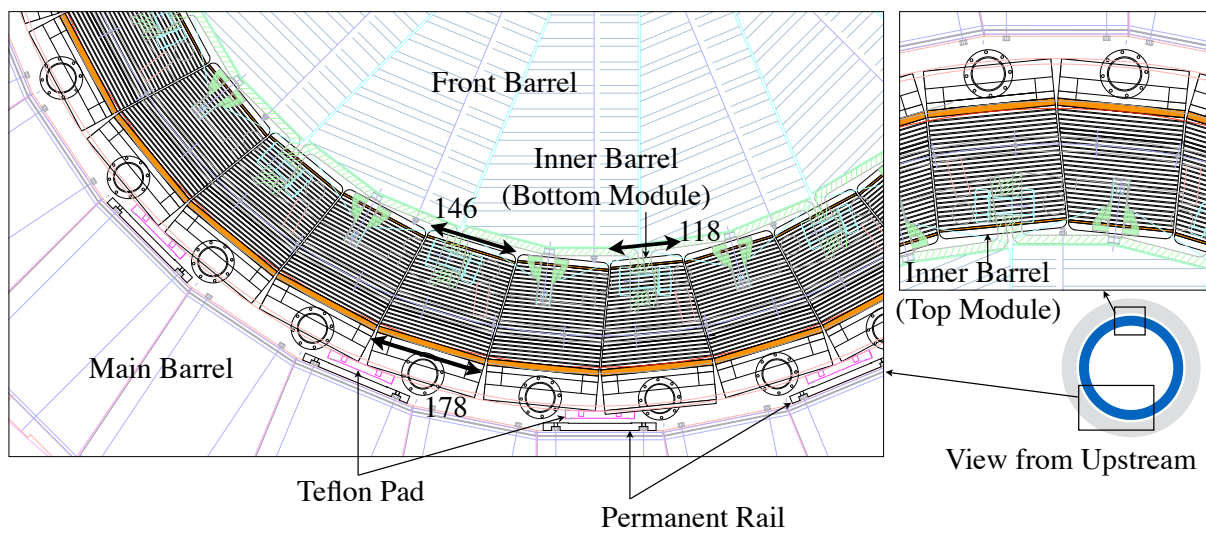 Front Barrel
Inner Barrel
(Bottom Module)
146
118
Main Barrel
178
Teflon Pad
Permanent Rail
Inner Barrel
(Top Module)
View from Upstream